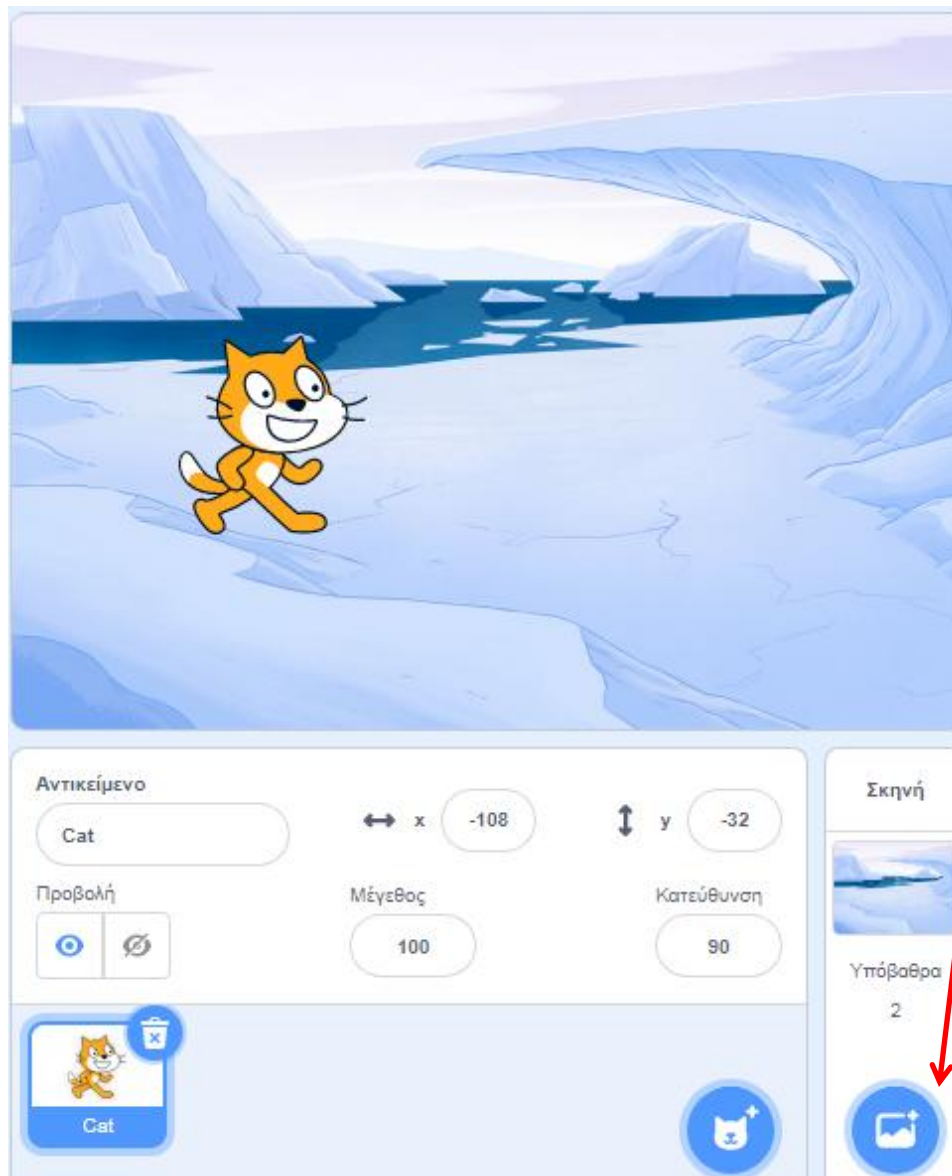 Αντικείμενο
Cat
x -108
y -32
Προβολή
Μέγεθος
100
Κατεύθυνση
90
Cat
Σκηνή
Υπόβαθρα
2